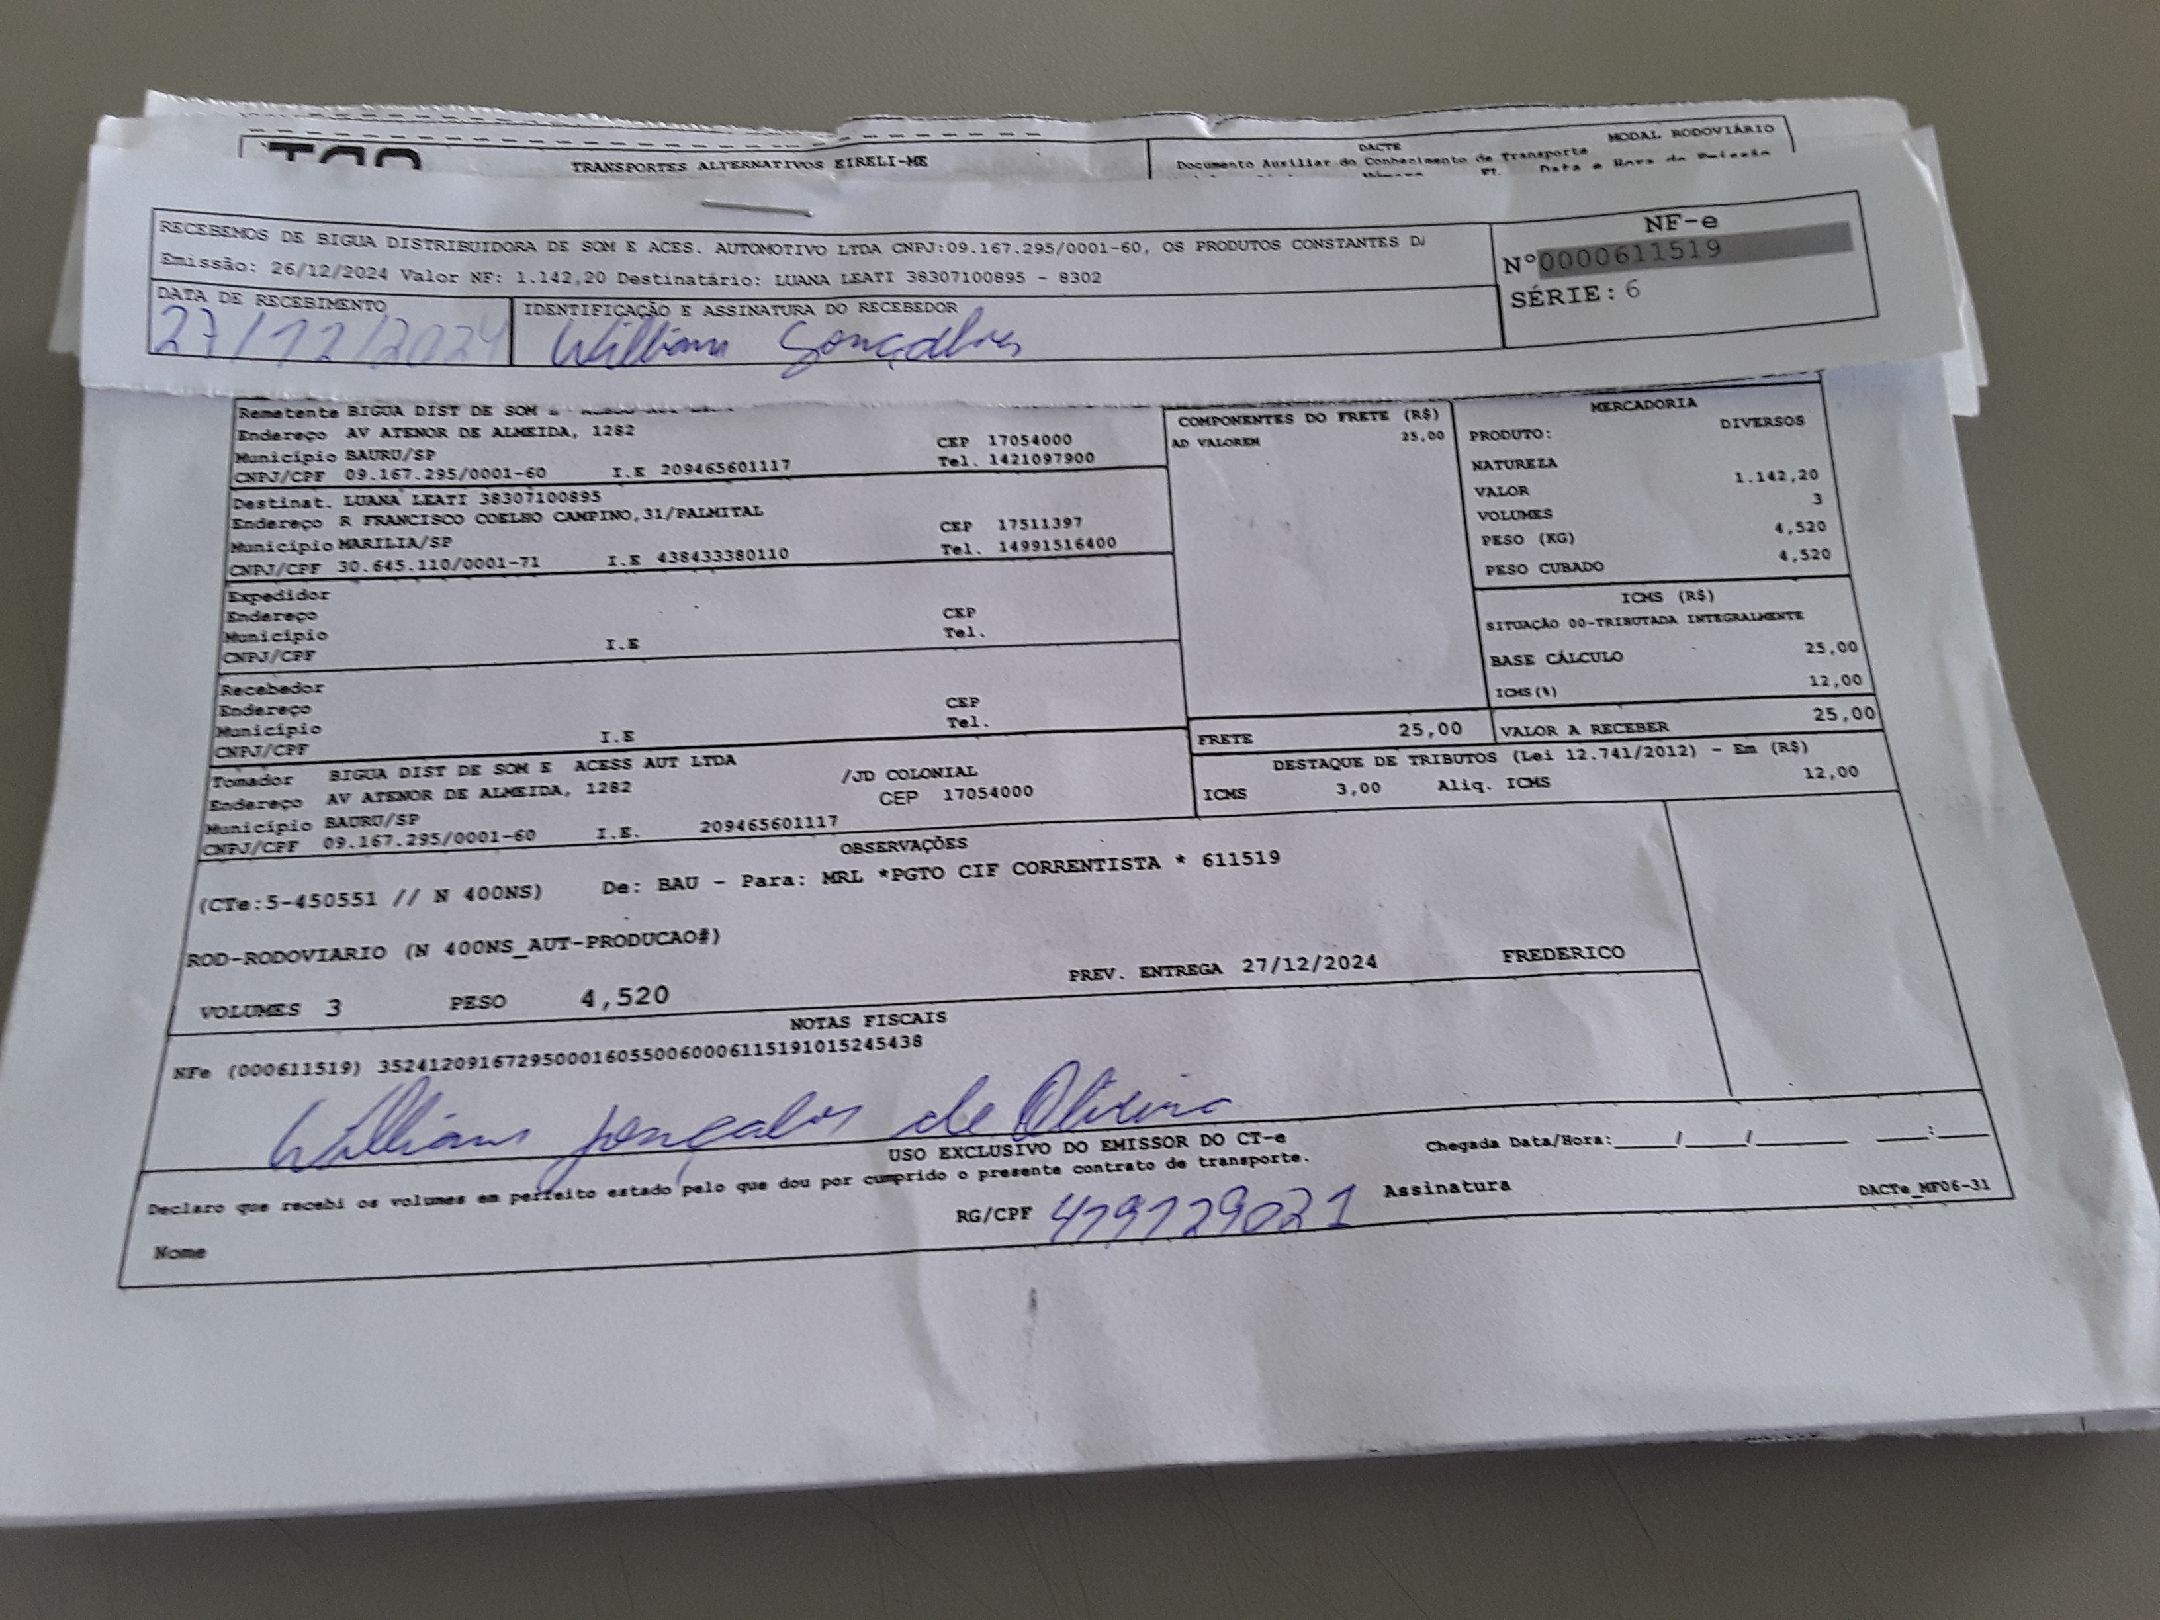 TRANSPORTES ALTERNATIVOS EIRELI-ME
DACTE
MODAL RODOVIÁRIO
Documento Auxiliar do Conhecimento de Transporte
RECEBEMOS DE BIGUA DISTRIBUIDORA DE SOM E ACES. AUTOMOTIVO LTDA CNPJ:09.167.295/0001-60, OS PRODUTOS CONSTANTES
Emissão: 26/12/2024 Valor NF: 1.142,20 Destinatário: LUANA LEATI 38307100895 - 8302
NF-e
Nº0000611519
SÉRIE: 6
DATA DE RECEBIMENTO
27/12/2024
IDENTIFICAÇÃO E ASSINATURA DO RECEBEDOR
Willians Gonçalves
Remetente BIGUA DIST DE SOM
Endereço AV ATENOR DE ALMEIDA, 1282 CEP 17054000
Município BAURU/SP Tel. 1421097900
CNPJ/CPF 09.167.295/0001-60 I.E 209465601117
Destinat. LUANA LEATI 38307100895
Endereço R FRANCISCO COELHO CAMPINO,31/PALMITAL CEP 17511397
Município MARILIA/SP Tel. 14991516400
CNPJ/CPF 30.645.110/0001-71 I.E 438433380110
Expedidor
Endereço CEP
Município Tel.
CNPJ/CPF I.E
Recebedor
Endereço CEP
Município Tel.
CNPJ/CPF I.E
Tomador BIGUA DIST DE SOM E ACESS AUT LTDA
Endereço AV ATENOR DE ALMEIDA, 1282 /JD COLONIAL
Município BAURU/SP CEP 17054000
CNPJ/CPF 09.167.295/0001-60 I.E. 209465601117
COMPONENTES DO FRETE (R$)
AD VALOREM 25,00
FRETE 25,00
MERCADORIA
PRODUTO: DIVERSOS
NATUREZA
VALOR 1.142,20
VOLUMES 3
PESO (KG) 4,520
PESO CUBADO 4,520
ICMS (R$)
SITUAÇÃO 00-TRIBUTADA INTEGRALMENTE
BASE CÁLCULO 25,00
ICMS(%) 12,00
VALOR A RECEBER 25,00
DESTAQUE DE TRIBUTOS (Lei 12.741/2012) - Em (R$)
ICMS 3,00 Aliq. ICMS 12,00
OBSERVAÇÕES
(CTe:5-450551 // N 400NS) De: BAU - Para: MRL *PGTO CIF CORRENTISTA * 611519
ROD-RODOVIARIO (N 400NS_AUT-PRODUCAO#)
VOLUMES 3 PESO 4,520 PREV. ENTREGA 27/12/2024 FREDERICO
NOTAS FISCAIS
NFe (000611519) 35241209167295000160550060006115191015245438
Willians Gonçalves de Oliveira
USO EXCLUSIVO DO EMISSOR DO CT-e
Declaro que recebi os volumes em perfeito estado pelo que dou por cumprido o presente contrato de transporte.
Chegada Data/Hora:____/____/______ ___:____
Nome RG/CPF 479729021 Assinatura
DACTe_MF06-31